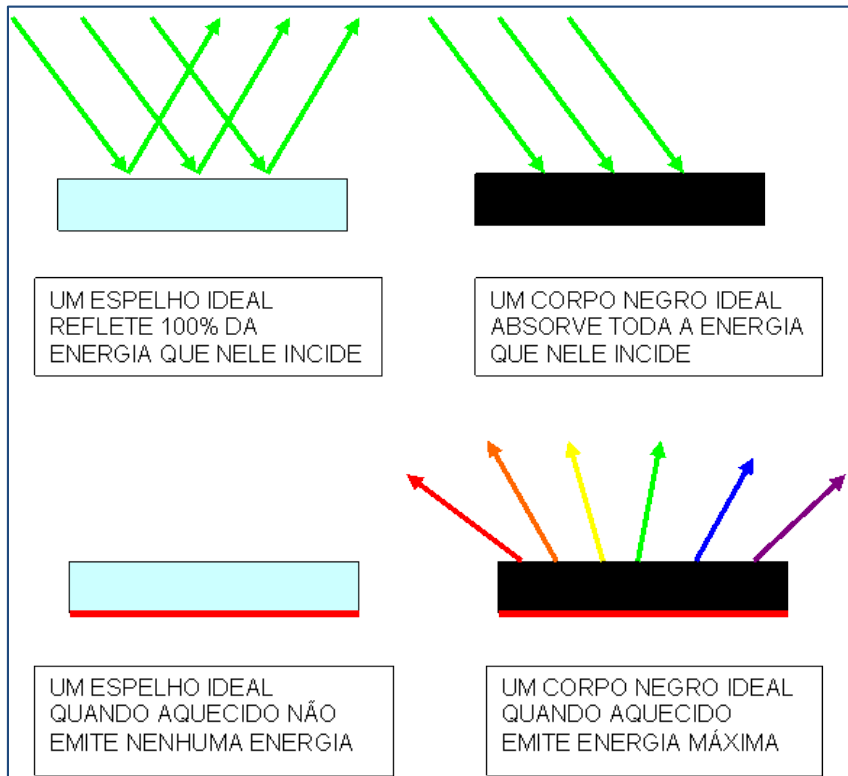 UM ESPELHO IDEAL
REFLETE 100% DA
ENERGIA QUE NELE INCIDE
UM CORPO NEGRO IDEAL
ABSORVE TODA A ENERGIA
QUE NELE INCIDE
UM ESPELHO IDEAL
QUANDO AQUECIDO NÃO
EMITE NENHUMA ENERGIA
UM CORPO NEGRO IDEAL
QUANDO AQUECIDO
EMITE ENERGIA MÁXIMA